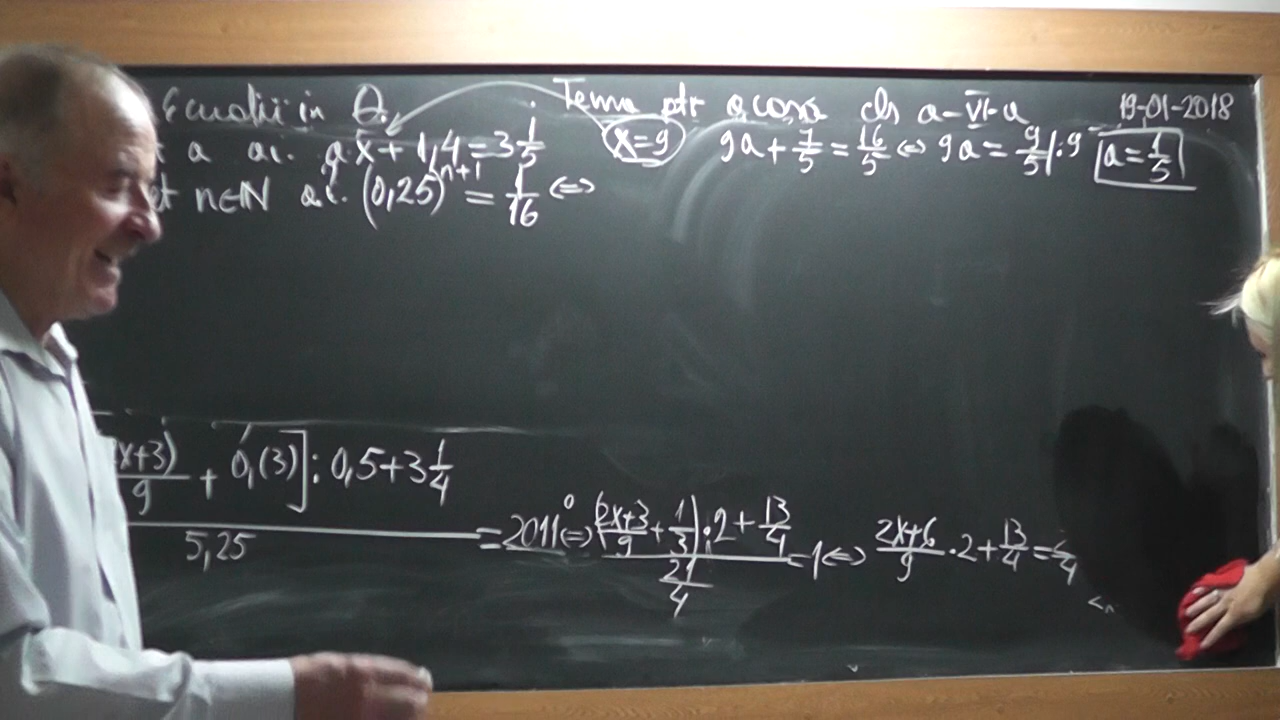 Ecuații in Q. Tema ptr acasa cls a-VI-a 19-01-2018
a aî. a·x + 1,4 = 3 1/5 x=9 9a + 7/5 = 16/5 <=> 9a = 9/5 |:9 a = 1/5
n∈N aî. (0,25)^(n+1) = 1/16 <=>
x+3)/9 + 0,(3)] : 0,5 + 3 1/4
5,25
= 2011^0 <=> (2x+3/9 + 1/3) : 2 + 13/4 / 21/4 = 1 <=> 2x+6/9 · 2 + 13/4 =